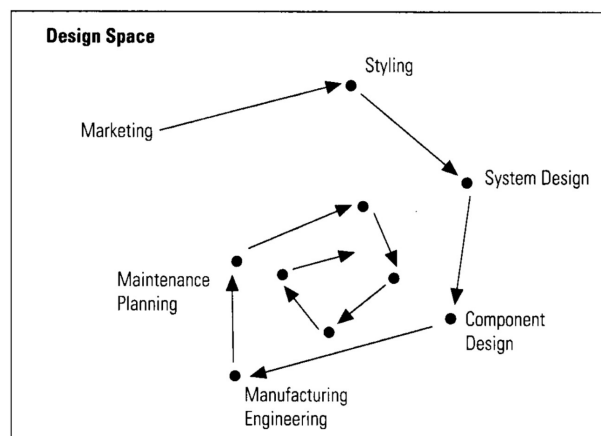 Design Space
Styling
Marketing
System Design
Maintenance
Planning
Component
Design
Manufacturing
Engineering